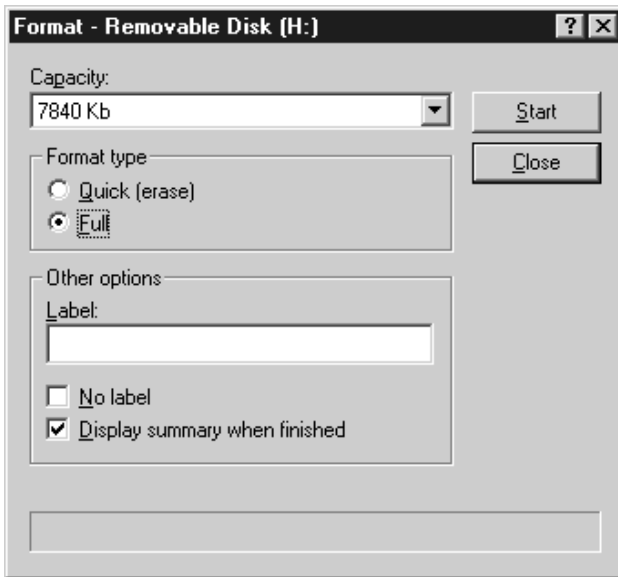 Format - Removable Disk (H:)
Capacity:
7840 Kb
Start
Format type
Close
Quick (erase)
Full
Other options
Label:
No label
Display summary when finished